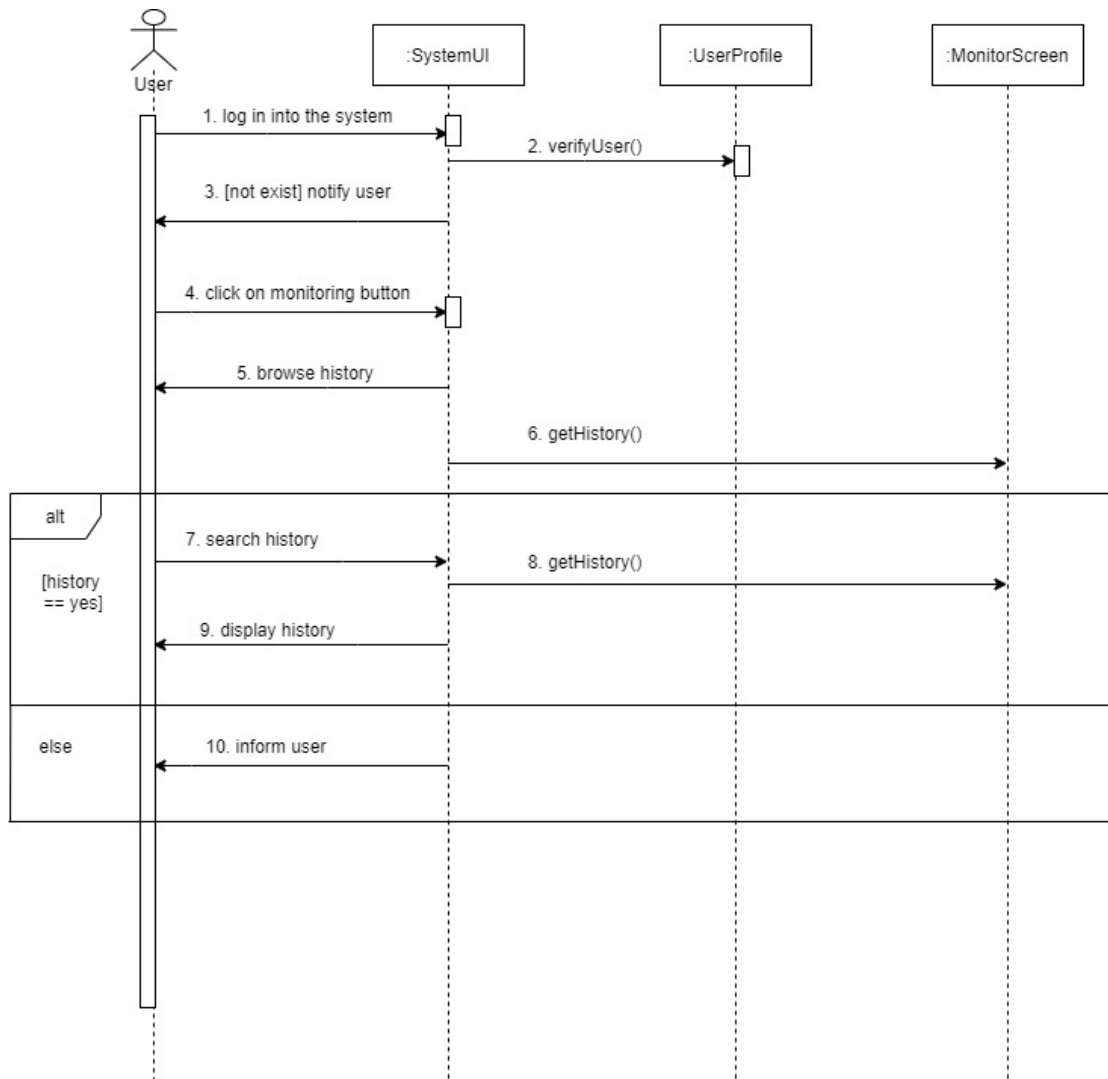 User
:SystemUI
:UserProfile
:MonitorScreen
1. log in into the system
2. verifyUser()
3. [not exist] notify user
4. click on monitoring button
5. browse history
6. getHistory()
alt
7. search history
8. getHistory()
[history
== yes]
9. display history
else
10. inform user